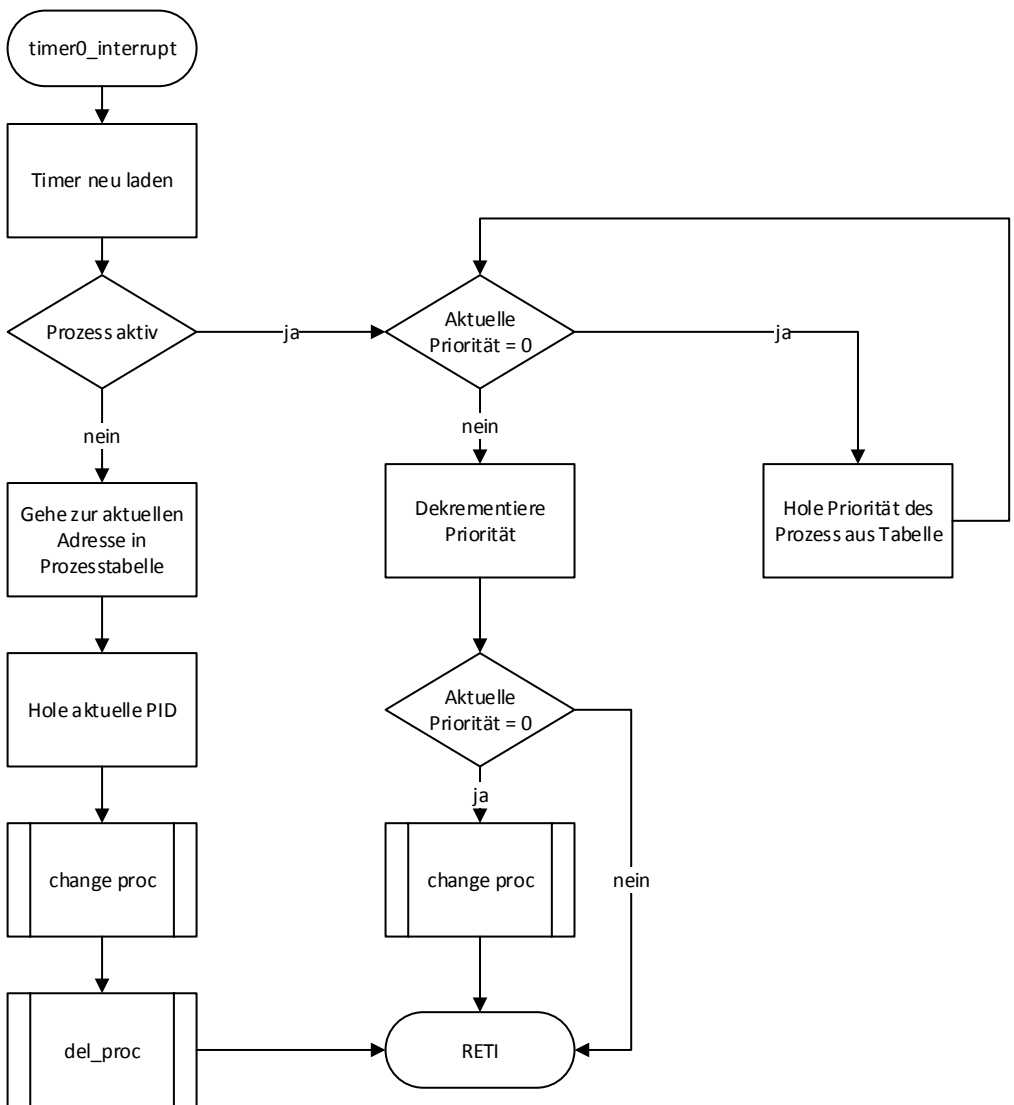 timer0_interrupt
Timer neu laden
Prozess aktiv
ja
Aktuelle
Priorität = 0
ja
nein
nein
Gehe zur aktuellen
Adresse in
Prozesstabelle
Dekrementiere
Priorität
Hole Priorität des
Prozess aus Tabelle
Hole aktuelle PID
Aktuelle
Priorität = 0
ja
change proc
change proc
nein
del_proc
RETI